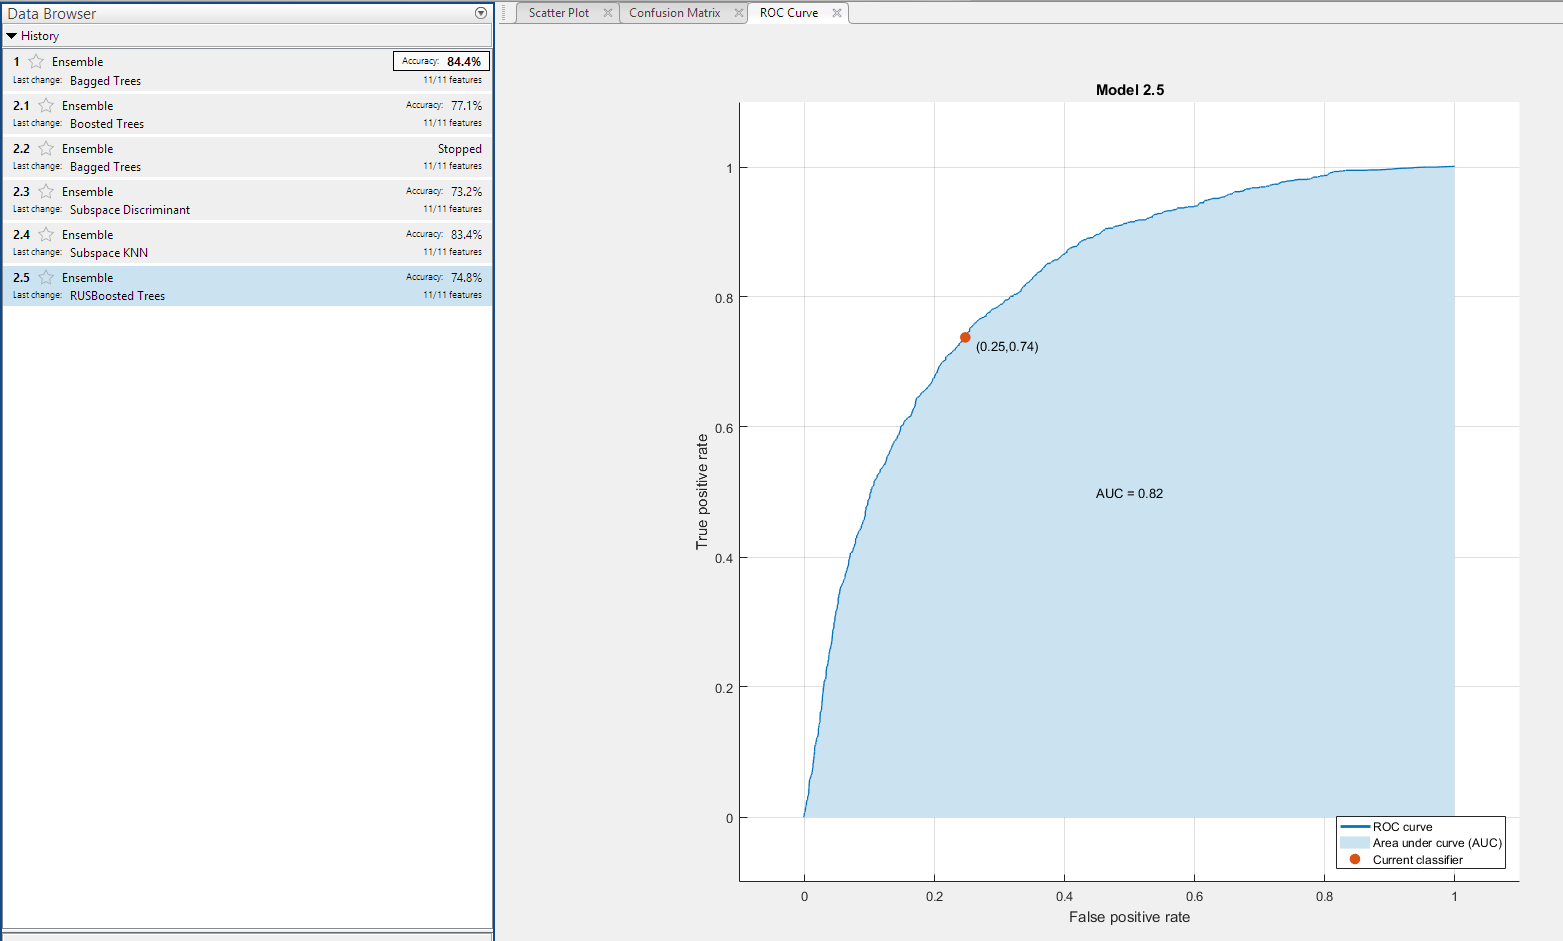 Data Browser
History
1 Ensemble Accuracy: 84.4%
Last change: Bagged Trees 11/11 features
2.1 Ensemble Accuracy: 77.1%
Last change: Boosted Trees 11/11 features
2.2 Ensemble Stopped
Last change: Bagged Trees 11/11 features
2.3 Ensemble Accuracy: 73.2%
Last change: Subspace Discriminant 11/11 features
2.4 Ensemble Accuracy: 83.4%
Last change: Subspace KNN 11/11 features
2.5 Ensemble Accuracy: 74.8%
Last change: RUSBoosted Trees 11/11 features
Scatter Plot Confusion Matrix ROC Curve
Model 2.5
1
0.8
(0.25,0.74)
0.6
AUC = 0.82
True positive rate
0.4
0.2
0
ROC curve
Area under curve (AUC)
Current classifier
0 0.2 0.4 0.6 0.8 1
False positive rate